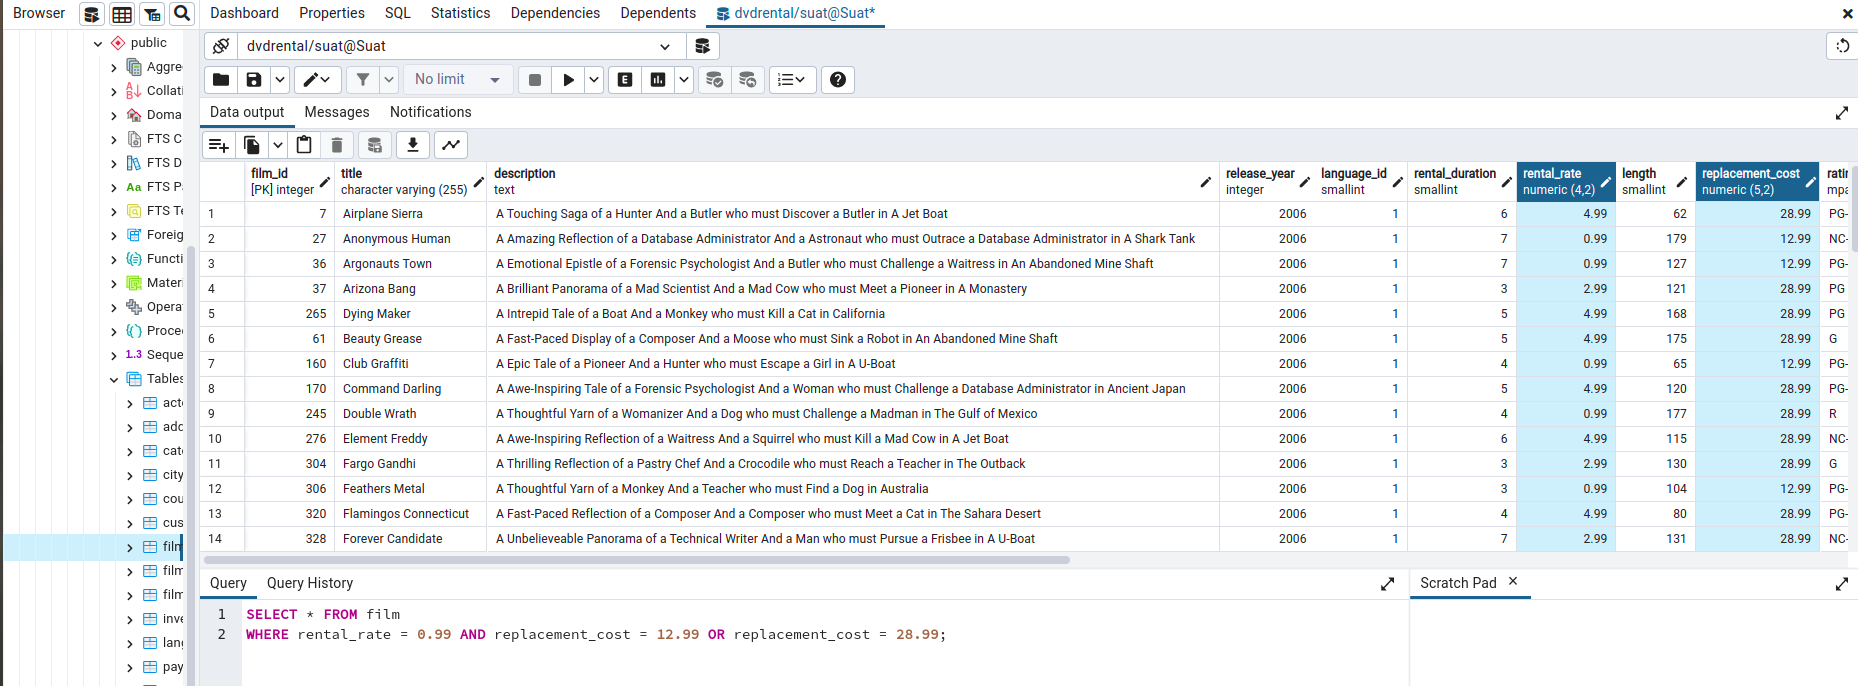 Browser
Dashboard Properties SQL Statistics Dependencies Dependents dvdrental/suat@Suat*
public
Aggre
Collati
Doma
FTS C
FTS D
FTS P
FTS Te
Foreig
Functi
Mater
Opera
Proce
1.3 Seque
Tables
acto
add
cate
city
cou
cus
film
film
film
inve
lang
pay
dvdrental/suat@Suat
No limit
E
Data output Messages Notifications
film_id title description release_year language_id rental_duration rental_rate length replacement_cost ratin
[PK] integer character varying (255) text integer smallint smallint numeric (4,2) smallint numeric (5,2) mpa
1 7 Airplane Sierra A Touching Saga of a Hunter And a Butler who must Discover a Butler in A Jet Boat 2006 1 6 4.99 62 28.99 PG-
2 27 Anonymous Human A Amazing Reflection of a Database Administrator And a Astronaut who must Outrace a Database Administrator in A Shark Tank 2006 1 7 0.99 179 12.99 NC-
3 36 Argonauts Town A Emotional Epistle of a Forensic Psychologist And a Butler who must Challenge a Waitress in An Abandoned Mine Shaft 2006 1 7 0.99 127 12.99 PG-
4 37 Arizona Bang A Brilliant Panorama of a Mad Scientist And a Mad Cow who must Meet a Pioneer in A Monastery 2006 1 3 2.99 121 28.99 PG
5 265 Dying Maker A Intrepid Tale of a Boat And a Monkey who must Kill a Cat in California 2006 1 5 4.99 168 28.99 PG
6 61 Beauty Grease A Fast-Paced Display of a Composer And a Moose who must Sink a Robot in An Abandoned Mine Shaft 2006 1 5 4.99 175 28.99 G
7 160 Club Graffiti A Epic Tale of a Pioneer And a Hunter who must Escape a Girl in A U-Boat 2006 1 4 0.99 65 12.99 PG-
8 170 Command Darling A Awe-Inspiring Tale of a Forensic Psychologist And a Woman who must Challenge a Database Administrator in Ancient Japan 2006 1 5 4.99 120 28.99 PG-
9 245 Double Wrath A Thoughtful Yarn of a Womanizer And a Dog who must Challenge a Madman in The Gulf of Mexico 2006 1 4 0.99 177 28.99 R
10 276 Element Freddy A Awe-Inspiring Reflection of a Waitress And a Squirrel who must Kill a Mad Cow in A Jet Boat 2006 1 6 4.99 115 28.99 NC-
11 304 Fargo Gandhi A Thrilling Reflection of a Pastry Chef And a Crocodile who must Reach a Teacher in The Outback 2006 1 3 2.99 130 28.99 G
12 306 Feathers Metal A Thoughtful Yarn of a Monkey And a Teacher who must Find a Dog in Australia 2006 1 3 0.99 104 12.99 PG-
13 320 Flamingos Connecticut A Fast-Paced Reflection of a Composer And a Composer who must Meet a Cat in The Sahara Desert 2006 1 4 4.99 80 28.99 PG-
14 328 Forever Candidate A Unbelieveable Panorama of a Technical Writer And a Man who must Pursue a Frisbee in A U-Boat 2006 1 7 2.99 131 28.99 NC-
Query Query History
Scratch Pad
1 SELECT * FROM film
2 WHERE rental_rate = 0.99 AND replacement_cost = 12.99 OR replacement_cost = 28.99;